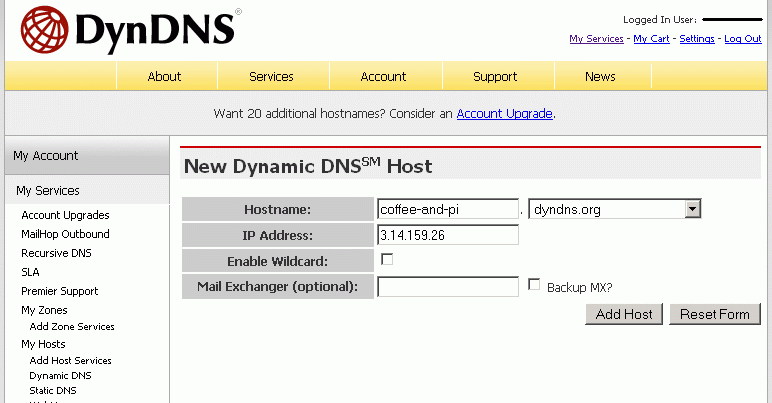 DynDNS®
Logged In User:
My Services - My Cart - Settings - Log Out
About Services Account Support News
Want 20 additional hostnames? Consider an Account Upgrade.
My Account
My Services
Account Upgrades
MailHop Outbound
Recursive DNS
SLA
Premier Support
My Zones
Add Zone Services
My Hosts
Add Host Services
Dynamic DNS
Static DNS
New Dynamic DNSSM Host
Hostname: coffee-and-pi . dyndns.org
IP Address: 3.14.159.26
Enable Wildcard:
Mail Exchanger (optional): Backup MX?
Add Host Reset Form